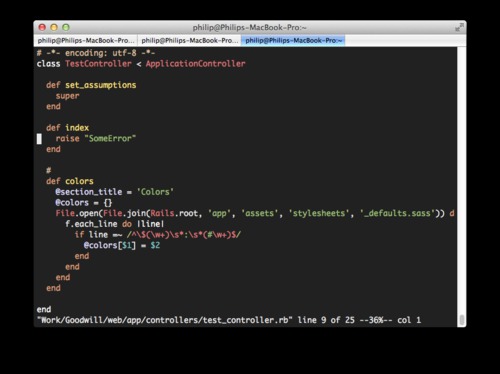 philip@Philips-MacBook-Pro:~
philip@Philips-MacBook-Pro... philip@Philips-MacBook-Pro... philip@Philips-MacBook-Pro:~
# -*- encoding: utf-8 -*-
class TestController < ApplicationController
def set_assumptions
super
end
def index
raise "SomeError"
end
#
def colors
@section_title = 'Colors'
@colors = {}
File.open(File.join(Rails.root, 'app', 'assets', 'stylesheets', '_defaults.sass')) d
f.each_line do |line|
if line =~ /^\$(\w+)\s*:\s*(#\w+)$/
@colors[$1] = $2
end
end
end
end
end
"Work/Goodwill/web/app/controllers/test_controller.rb" line 9 of 25 --36%-- col 1